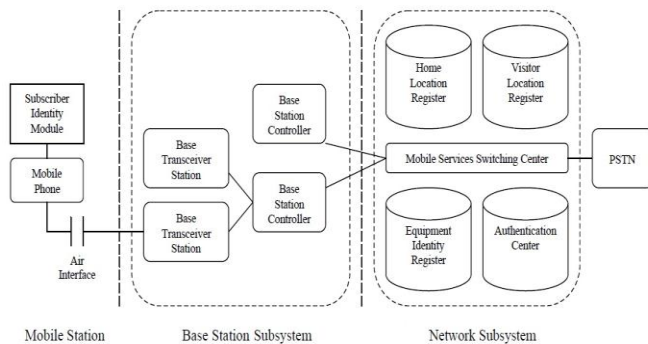 Subscriber
Identity
Module
Mobile
Phone
Air
Interface
Mobile Station
Base
Transceiver
Station
Base
Transceiver
Station
Base
Station
Controller
Base
Station
Controller
Base Station Subsystem
Home
Location
Register
Visitor
Location
Register
Mobile Services Switching Center
Equipment
Identity
Register
Authentication
Center
Network Subsystem
PSTN